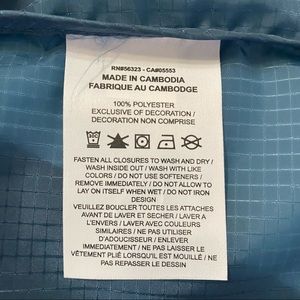 RN#56323 - CA#05553
MADE IN CAMBODIA
FABRIQUE AU CAMBODGE
100% POLYESTER
EXCLUSIVE OF DECORATION /
DECORATION NON COMPRISE
FASTEN ALL CLOSURES TO WASH AND DRY /
WASH INSIDE OUT / WASH WITH LIKE
COLORS / DO NOT USE SOFTENERS /
REMOVE IMMEDIATELY / DO NOT ALLOW TO
LAY ON ITSELF WHEN WET / DO NOT IRON
DESIGN
VEUILLEZ BOUCLER TOUTES LES ATTACHES
AVANT DE LAVER ET SECHER / LAVER A
L'ENVERS / LAVER AVEC COULEURS
SIMILAIRES / NE PAS UTILISER
D'ADOUCISSEUR / ENLEVER
IMMEDIATEMENT / NE PAS LAISSER LE
VÊTEMENT PLIÉ LORSQU'IL EST MOUILLÉ / NE
PAS REPASSER LE DESSIN